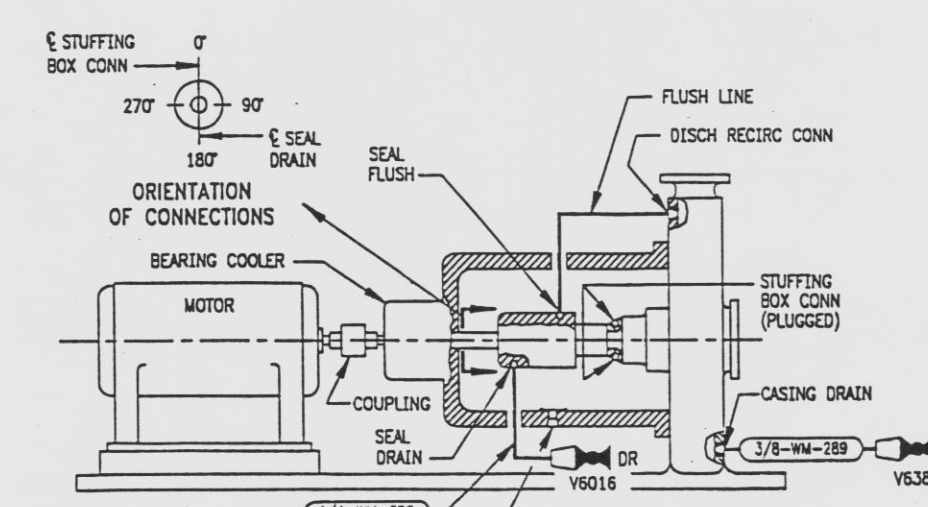 ℄ STUFFING
BOX CONN
0°
270°
90°
℄ SEAL
DRAIN
180°
ORIENTATION
OF CONNECTIONS
FLUSH LINE
DISCH RECIRC CONN
SEAL
FLUSH
BEARING COOLER
MOTOR
STUFFING
BOX CONN
(PLUGGED)
COUPLING
CASING DRAIN
SEAL
DRAIN
DR
V6016
3/8-WM-289
V638